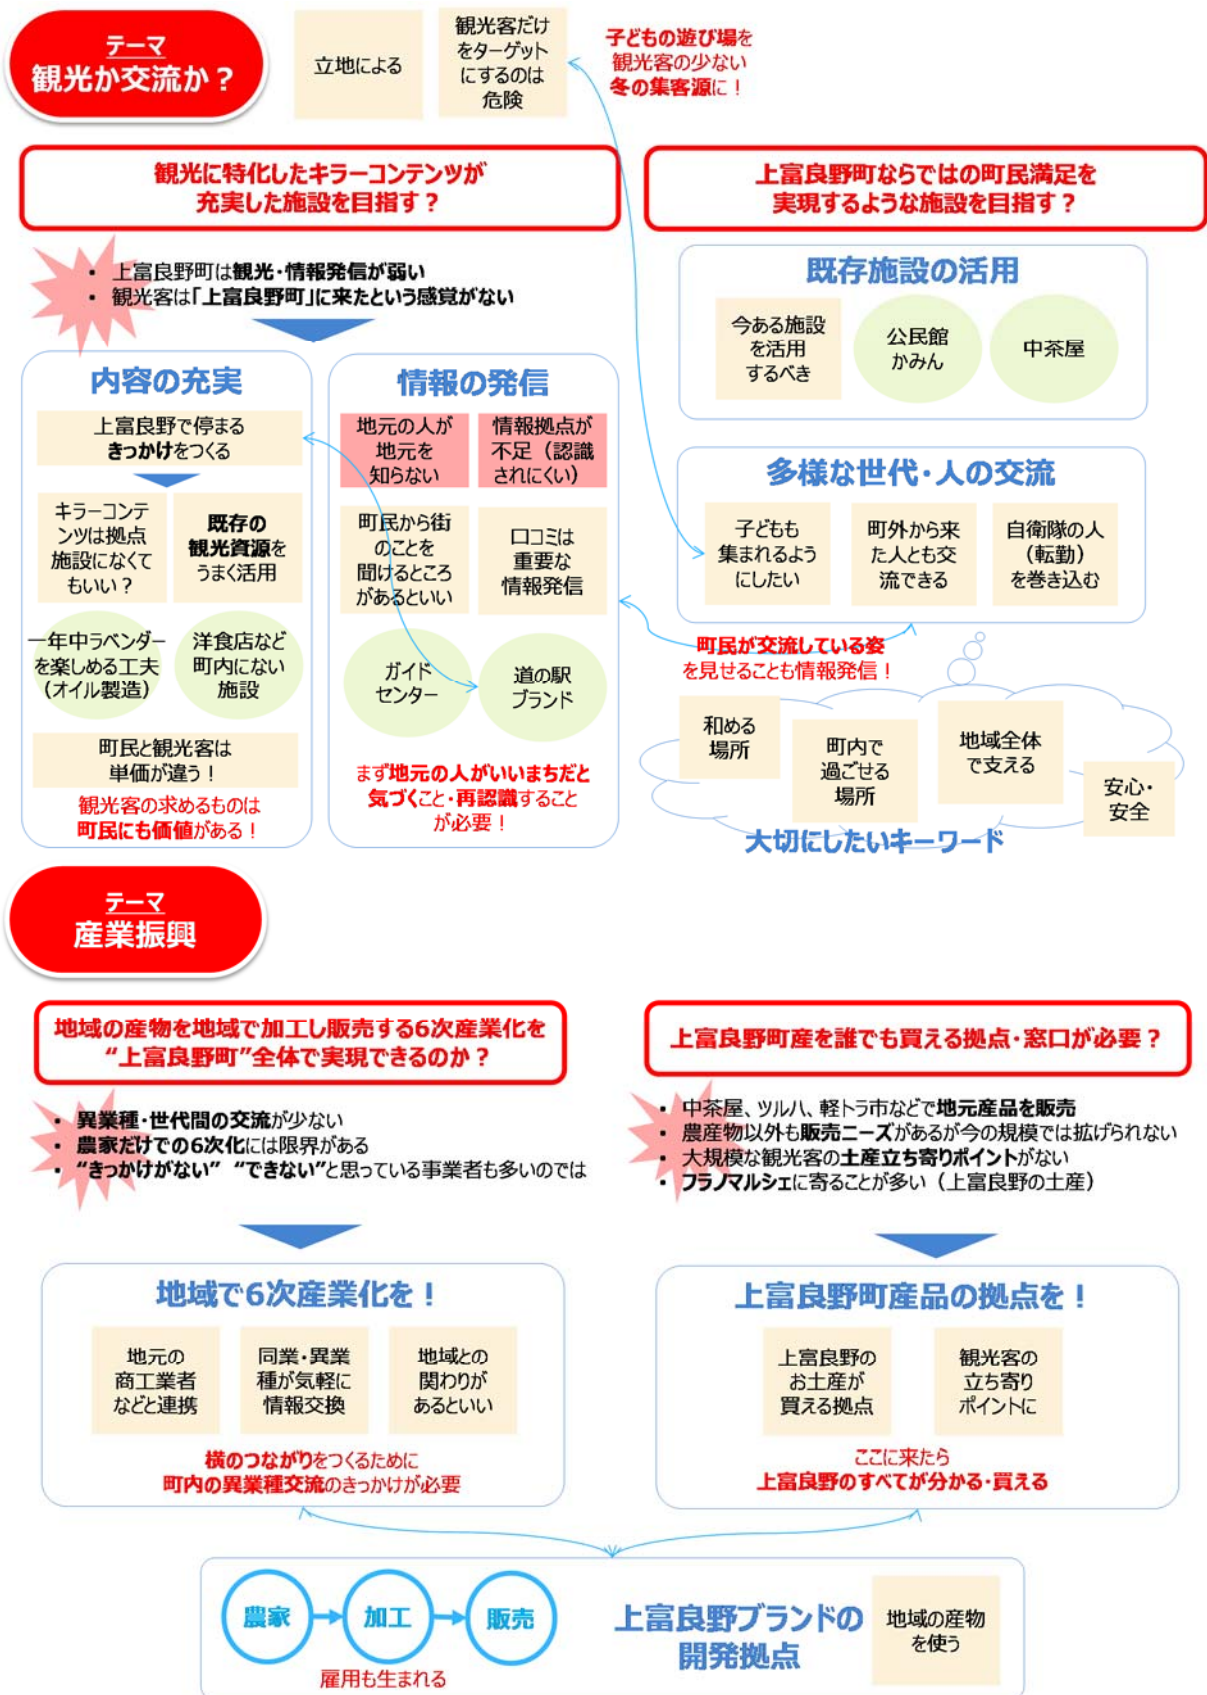 テーマ
観光か交流か？
立地による
観光客だけ
をターゲット
にするのは
危険
子どもの遊び場を
観光客の少ない
冬の集客源に！
観光に特化したキラーコンテンツが
充実した施設を目指す？
・ 上富良野町は観光・情報発信が弱い
・ 観光客は「上富良野町」に来たという感覚がない
内容の充実
上富良野で停まる
きっかけをつくる
キラーコンテ
ンツは拠点
施設になくて
もいい？
既存の
観光資源を
うまく活用
一年中ラベンダー
を楽しめる工夫
（オイル製造）
洋食店など
町内にない
施設
町民と観光客は
単価が違う！
観光客の求めるものは
町民にも価値がある！
情報の発信
地元の人が
地元を
知らない
情報拠点が
不足（認識
されにくい）
町民から街
のことを
聞けるところ
があるといい
口コミは
重要な
情報発信
ガイド
センター
道の駅
ブランド
まず地元の人がいいまちだと
気づくこと・再認識すること
が必要！
上富良野町ならではの町民満足を
実現するような施設を目指す？
既存施設の活用
今ある施設
を活用
するべき
公民館
かみん
中茶屋
多様な世代・人の交流
子どもも
集まれるよう
にしたい
町外から来
た人とも交
流できる
自衛隊の人
（転勤）
を巻き込む
町民が交流している姿
を見せることも情報発信！
和める
場所
町内で
過ごせる
場所
地域全体
で支える
安心・
安全
大切にしたいキーワード
テーマ
産業振興
地域の産物を地域で加工し販売する6次産業化を
“上富良野町”全体で実現できるのか？
・ 異業種・世代間の交流が少ない
・ 農家だけでの6次化には限界がある
・ “きっかけがない” “できない”と思っている事業者も多いのでは
地域で6次産業化を！
地元の
商工業者
などと連携
同業・異業
種が気軽に
情報交換
地域との
関わりが
あるといい
横のつながりをつくるために
町内の異業種交流のきっかけが必要
上富良野町産を誰でも買える拠点・窓口が必要？
・ 中茶屋、ツルハ、軽トラ市などで地元産品を販売
・ 農産物以外も販売ニーズがあるが今の規模では拡げられない
・ 大規模な観光客の土産立ち寄りポイントがない
・ フラノマルシェに寄ることが多い（上富良野の土産）
上富良野町産品の拠点を！
上富良野の
お土産が
買える拠点
観光客の
立ち寄り
ポイントに
ここに来たら
上富良野のすべてが分かる・買える
農家
加工
販売
雇用も生まれる
上富良野ブランドの
開発拠点
地域の産物
を使う